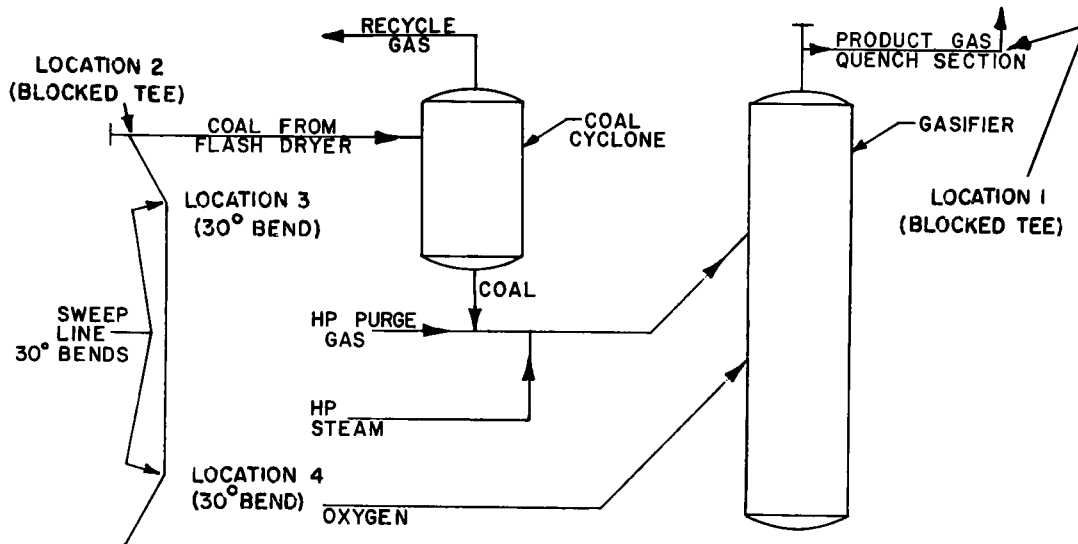 RECYCLE
GAS
PRODUCT GAS
QUENCH SECTION
LOCATION 2
(BLOCKED TEE)
COAL FROM
FLASH DRYER
COAL
CYCLONE
GASIFIER
LOCATION 3
(30° BEND)
LOCATION 1
(BLOCKED TEE)
COAL
SWEEP
LINE
30° BENDS
HP PURGE
GAS
HP
STEAM
LOCATION 4
(30° BEND)
OXYGEN